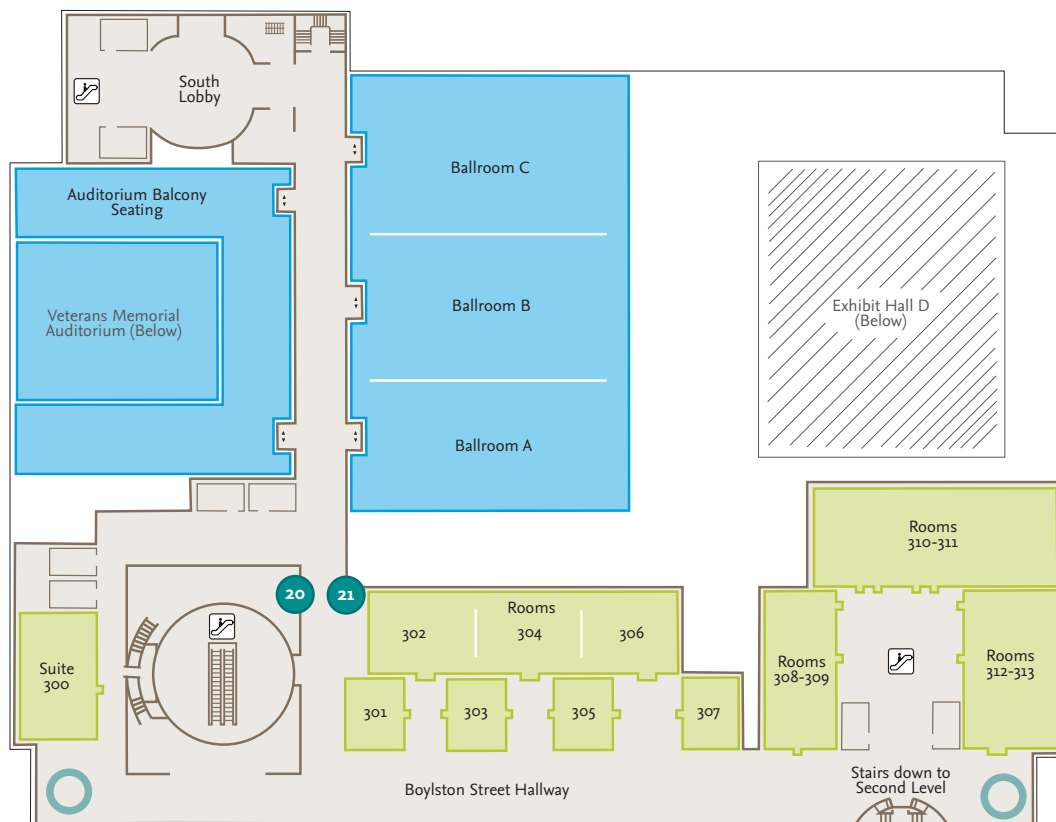 South
Lobby
Ballroom C
Auditorium Balcony
Seating
Ballroom B
Exhibit Hall D
(Below)
Veterans Memorial
Auditorium (Below)
Ballroom A
Rooms
310-311
20
21
Rooms
302
304
306
Suite
300
Rooms
308-309
Rooms
312-313
301
303
305
307
Boylston Street Hallway
Stairs down to
Second Level